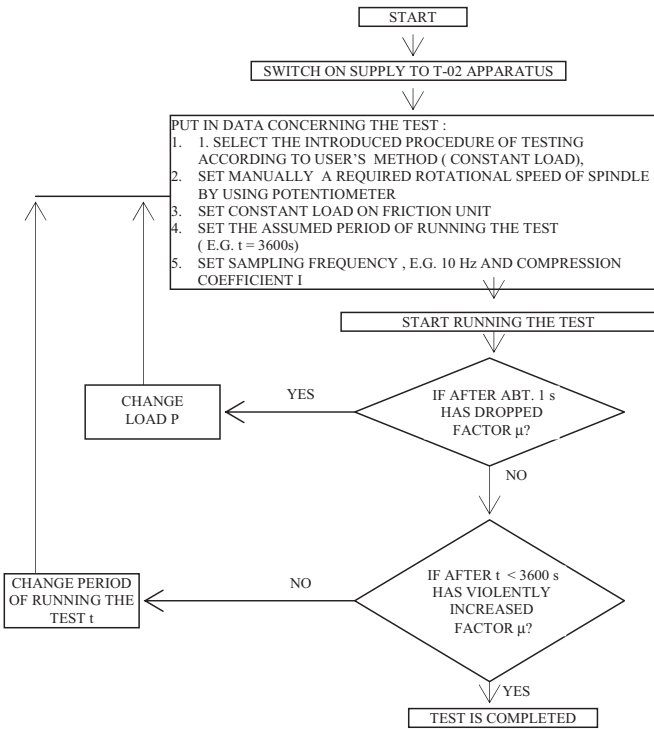 START
SWITCH ON SUPPLY TO T-02 APPARATUS
PUT IN DATA CONCERNING THE TEST :
1. 1. SELECT THE INTRODUCED PROCEDURE OF TESTING
ACCORDING TO USER'S METHOD ( CONSTANT LOAD),
2. SET MANUALLY A REQUIRED ROTATIONAL SPEED OF SPINDLE
BY USING POTENTIOMETER
3. SET CONSTANT LOAD ON FRICTION UNIT
4. SET THE ASSUMED PERIOD OF RUNNING THE TEST
( E.G. t = 3600s)
5. SET SAMPLING FREQUENCY , E.G. 10 Hz AND COMPRESSION
COEFFICIENT I
START RUNNING THE TEST
IF AFTER ABT. 1 s
HAS DROPPED
FACTOR μ?
YES
CHANGE
LOAD P
NO
IF AFTER t < 3600 s
HAS VIOLENTLY
INCREASED
FACTOR μ?
NO
CHANGE PERIOD
OF RUNNING THE
TEST t
YES
TEST IS COMPLETED